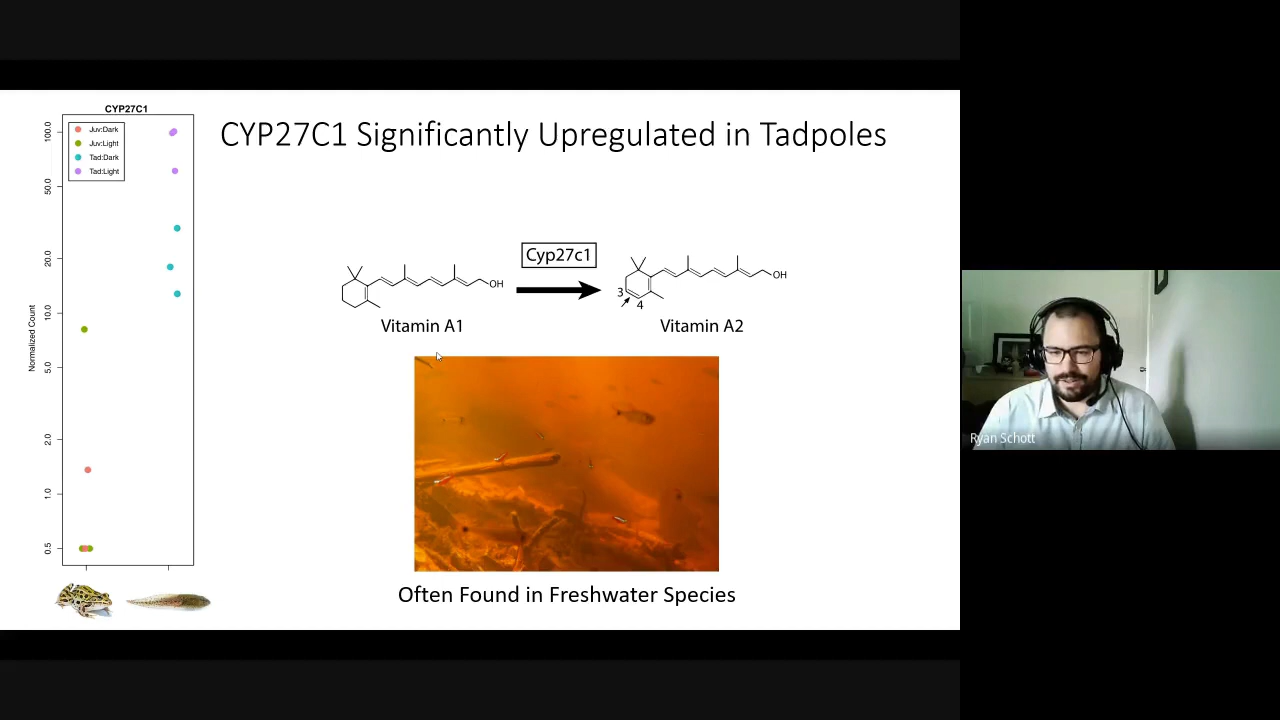 CYP27C1
CYP27C1 Significantly Upregulated in Tadpoles
Juv:Dark
Juv:Light
Tad:Dark
Tad:Light
Normalized Count
100.0
50.0
20.0
10.0
5.0
2.0
1.0
0.5
Cyp27c1
OH
OH
3
4
Vitamin A1
Vitamin A2
Often Found in Freshwater Species
Ryan Schott